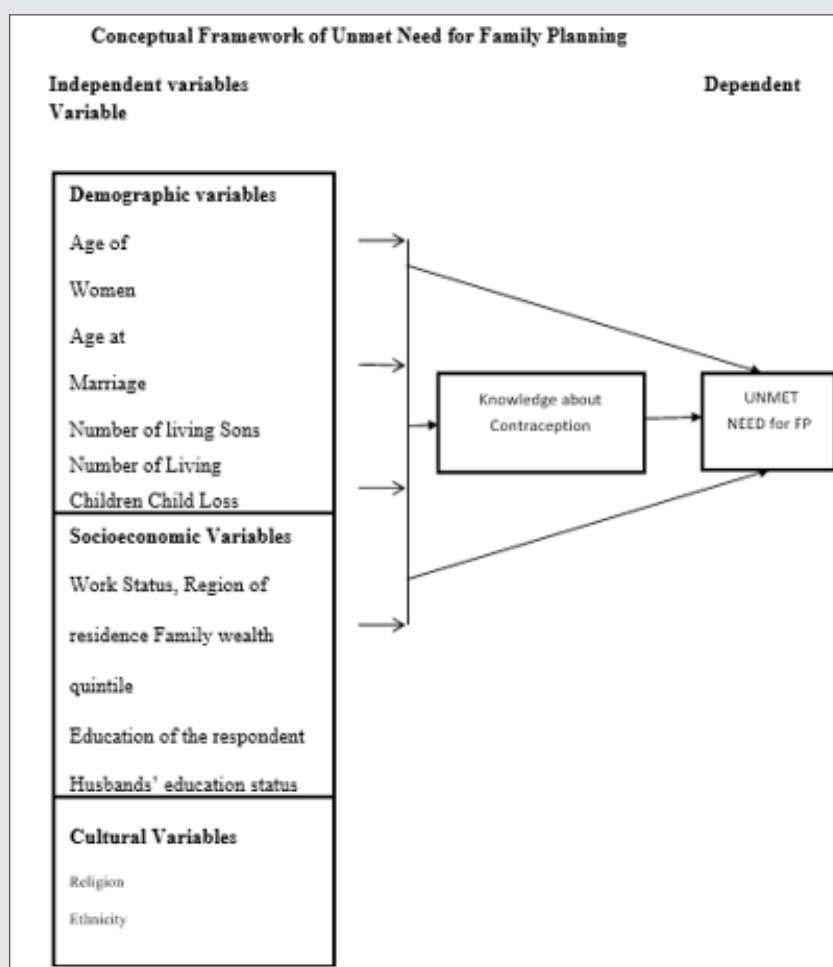 Conceptual Framework of Unmet Need for Family Planning
Independent variables Dependent
Variable
Demographic variables
Age of
Women
Age at
Marriage
Number of living Sons
Number of Living
Children Child Loss
Socioeconomic Variables
Work Status, Region of
residence Family wealth
quintile
Education of the respondent
Husbands’ education status
Cultural Variables
Religion
Ethnicity
Knowledge about
Contraception
UNMET
NEED for FP